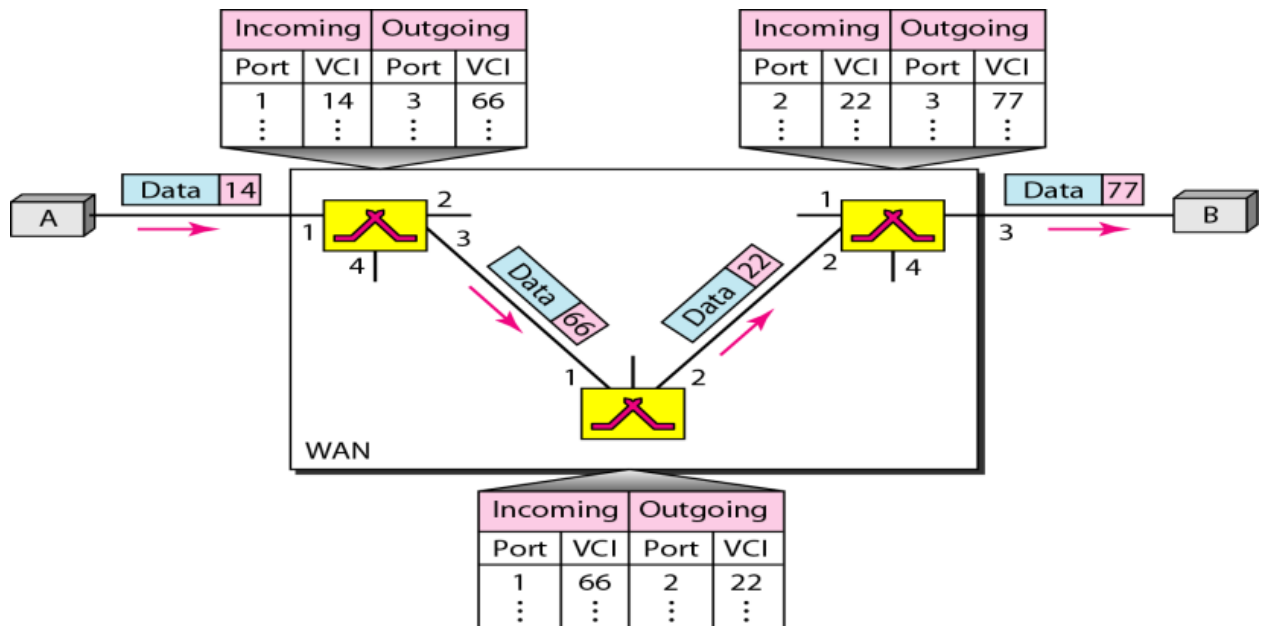 Incoming Outgoing Incoming Outgoing
Port VCI Port VCI Port VCI Port VCI
1 14 3 66 2 22 3 77
⋮ ⋮ ⋮ ⋮ ⋮ ⋮ ⋮ ⋮
Data 14 Data 77
A 2 1 B
1 3 3
4 2 4
Data 66 Data 22
1 2
WAN
Incoming Outgoing
Port VCI Port VCI
1 66 2 22
⋮ ⋮ ⋮ ⋮